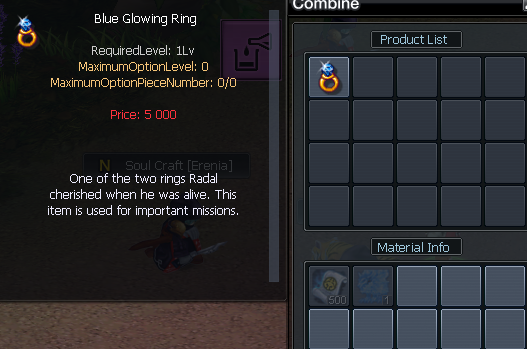 Combine
Blue Glowing Ring
RequiredLevel: 1Lv
MaximumOptionLevel: 0
MaximumOptionPieceNumber: 0/0
Price: 5 000
N Soul Craft [Erenia]
One of the two rings Radal
cherished when he was alive. This
item is used for important missions.
Product List
Material Info
500
1